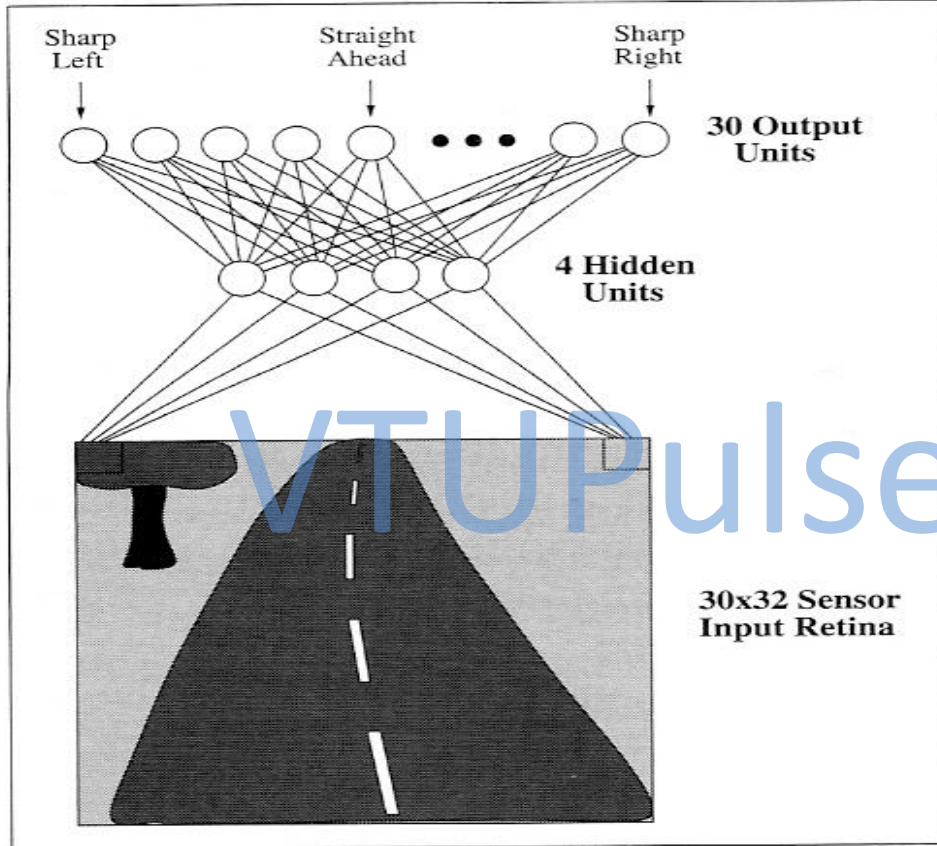 Sharp
Left
Straight
Ahead
Sharp
Right
30 Output
Units
4 Hidden
Units
VTUPulse
30x32 Sensor
Input Retina